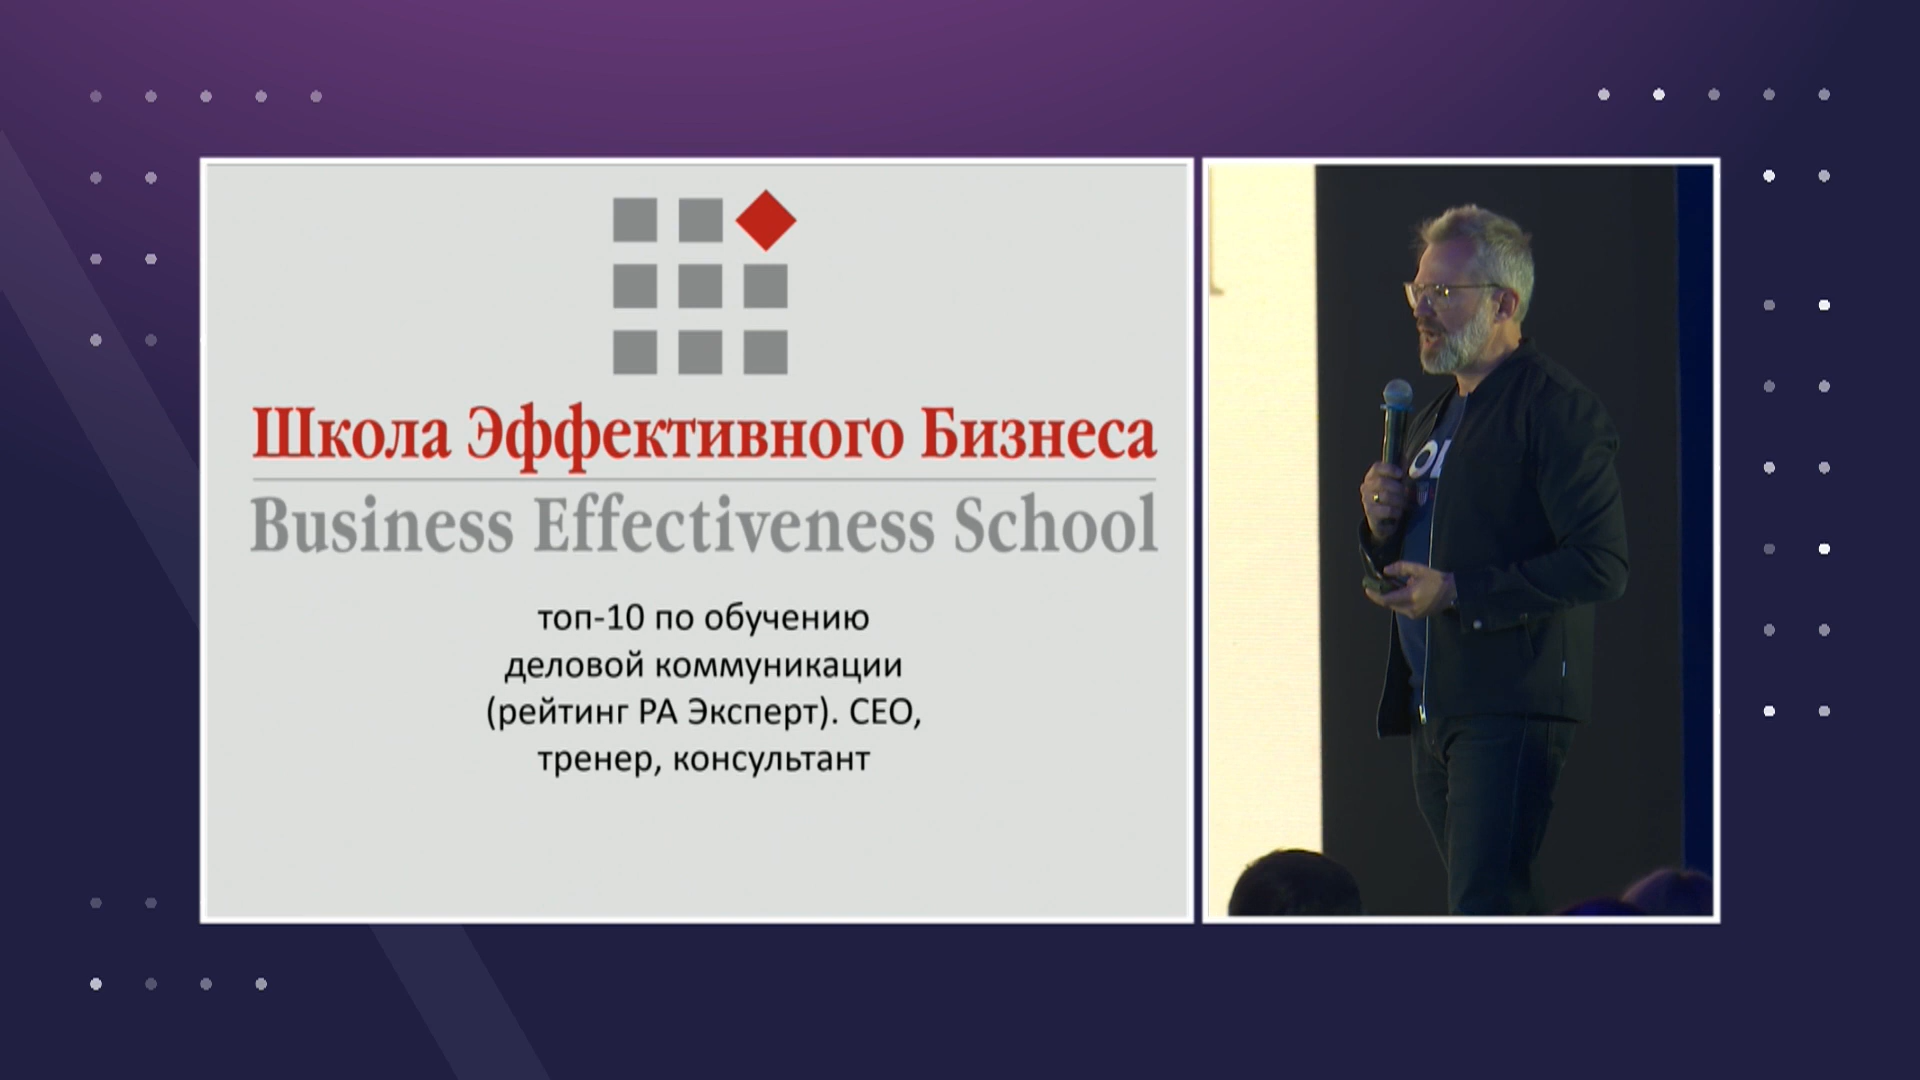 Школа Эффективного Бизнеса
Business Effectiveness School
топ-10 по обучению
деловой коммуникации
(рейтинг РА Эксперт). CEO,
тренер, консультант